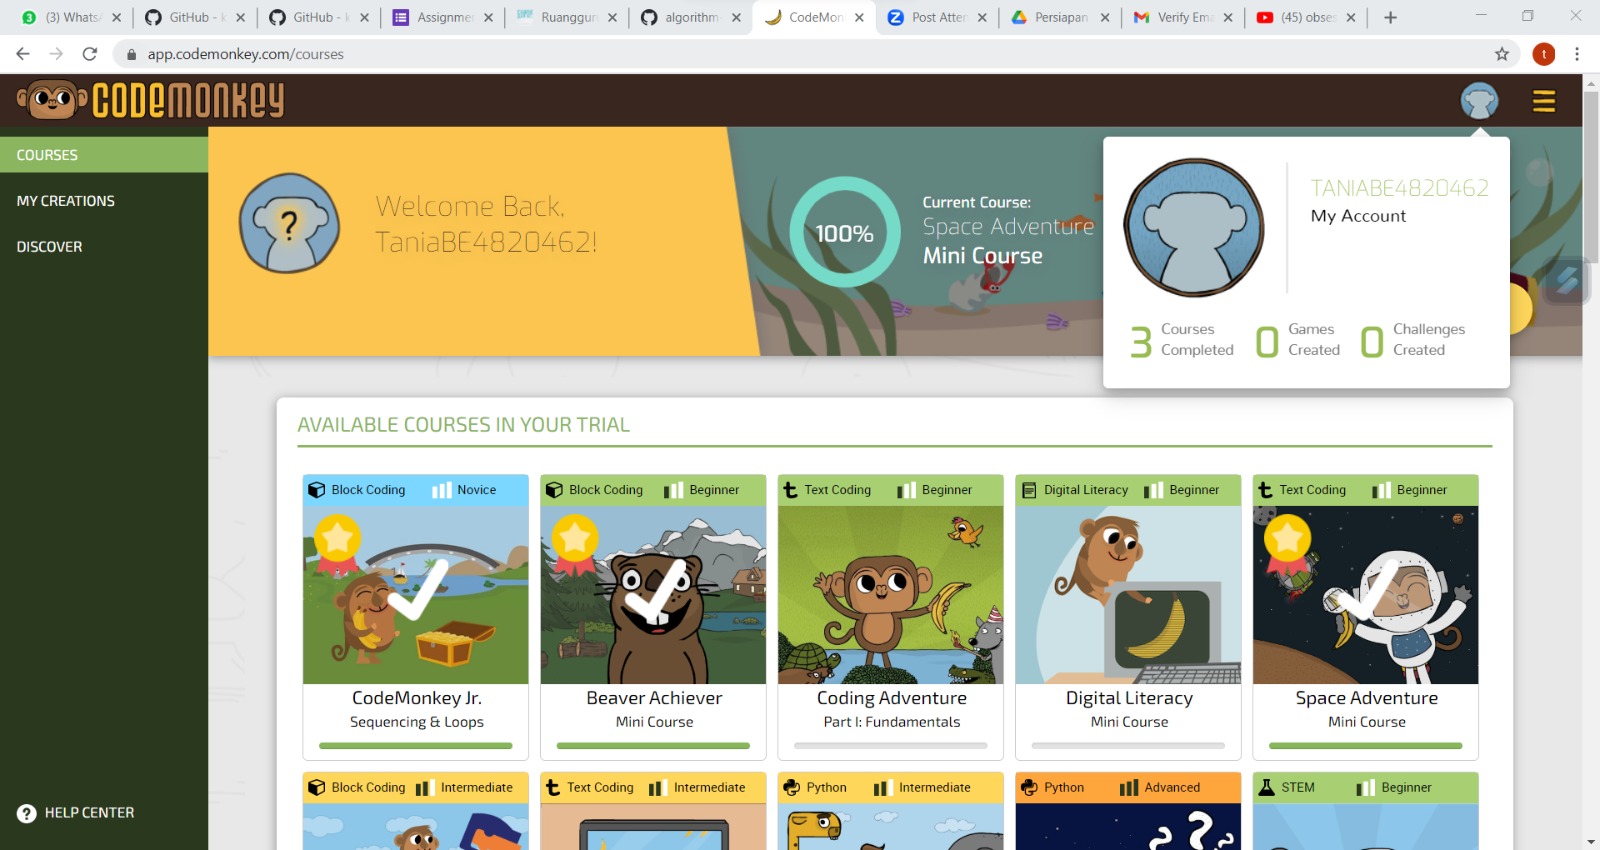 (3) Whats
GitHub - k
GitHub - k
Assignme
Ruanggur
algorithm
CodeMon
Post Atten
Persiapan
Verify Ema
(45) obses
app.codemonkey.com/courses
t
CODEMONKEY
COURSES
MY CREATIONS
DISCOVER
HELP CENTER
?
Welcome Back,
TaniaBE4820462!
100%
Current Course:
Space Adventure
Mini Course
TANIABE4820462
My Account
3 Courses Completed
0 Games Created
0 Challenges Created
AVAILABLE COURSES IN YOUR TRIAL
Block Coding Novice
CodeMonkey Jr.
Sequencing & Loops
Block Coding Beginner
Beaver Achiever
Mini Course
Text Coding Beginner
Coding Adventure
Part I: Fundamentals
Digital Literacy Beginner
Digital Literacy
Mini Course
Text Coding Beginner
Space Adventure
Mini Course
Block Coding Intermediate
Text Coding Intermediate
Python Intermediate
Python Advanced
STEM Beginner